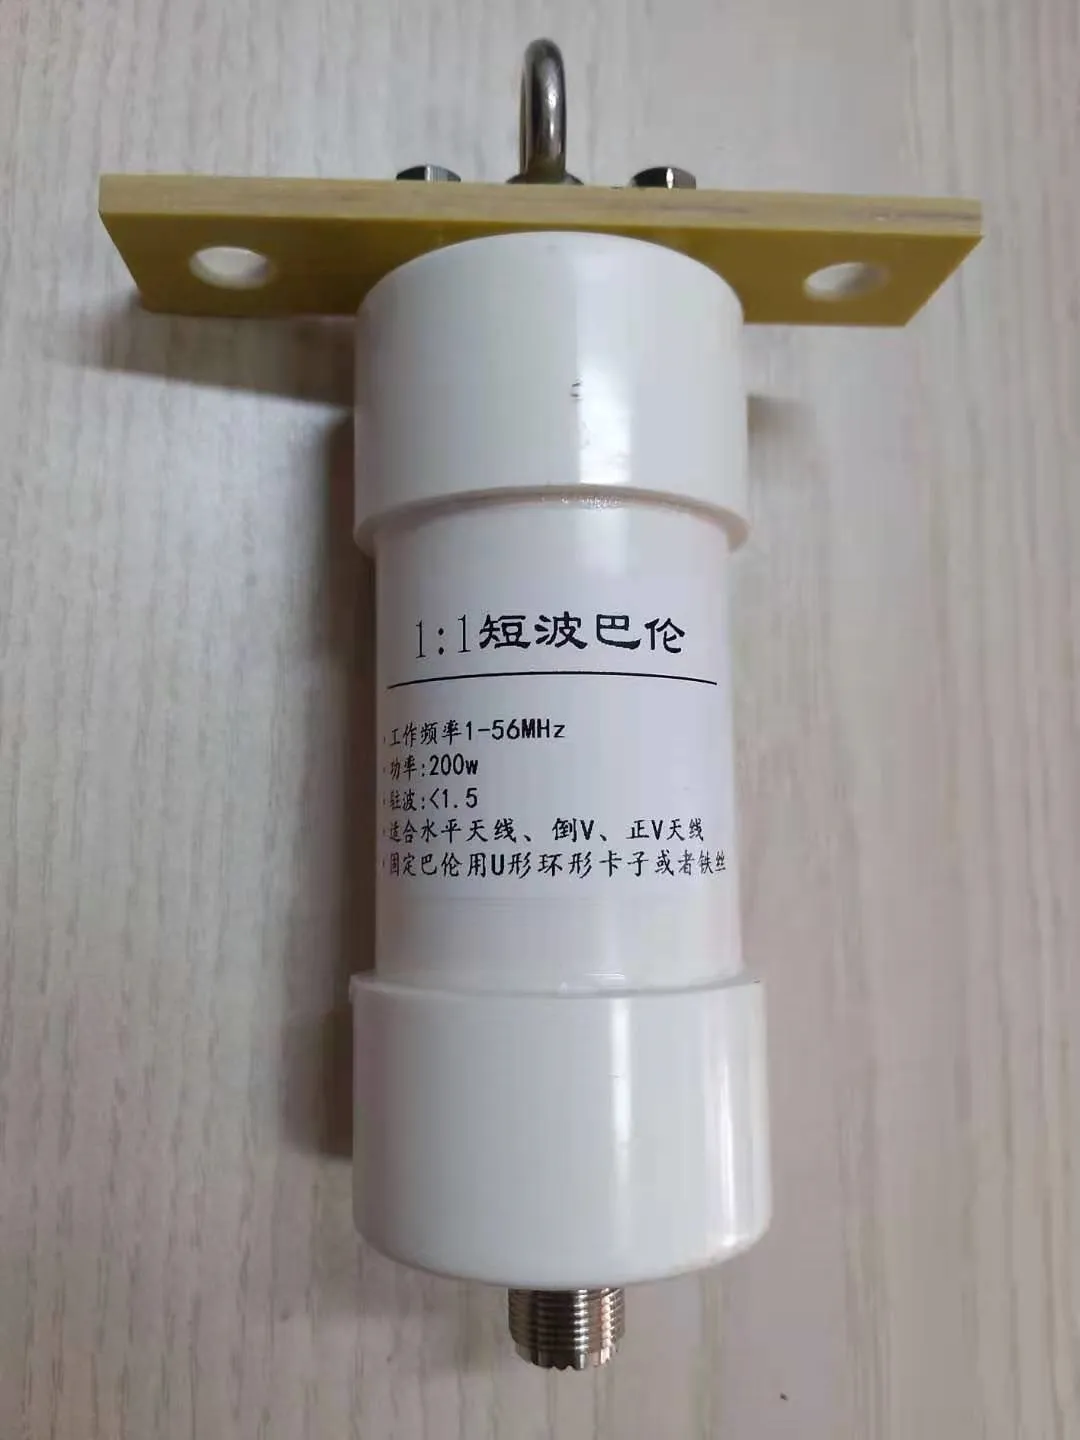 1:1短波巴伦
·工作频率1-56MHz
·功率:200w
·驻波:<1.5
·适合水平天线、倒V、正V天线
·固定巴伦用U形环形卡子或者铁丝